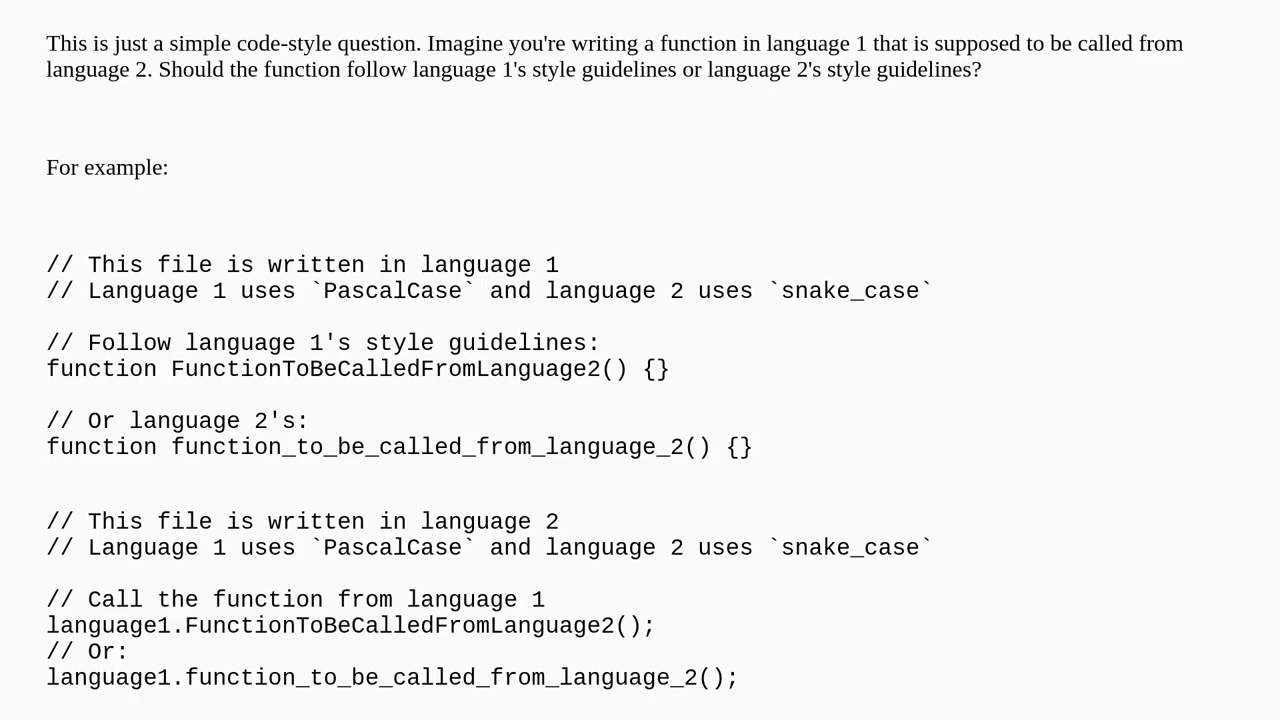 This is just a simple code-style question. Imagine you're writing a function in language 1 that is supposed to be called from
language 2. Should the function follow language 1's style guidelines or language 2's style guidelines?
For example:
// This file is written in language 1
// Language 1 uses `PascalCase` and language 2 uses `snake_case`
// Follow language 1's style guidelines:
function FunctionToBeCalledFromLanguage2() {}
// Or language 2's:
function function_to_be_called_from_language_2() {}
// This file is written in language 2
// Language 1 uses `PascalCase` and language 2 uses `snake_case`
// Call the function from language 1
language1.FunctionToBeCalledFromLanguage2();
// Or:
language1.function_to_be_called_from_language_2();